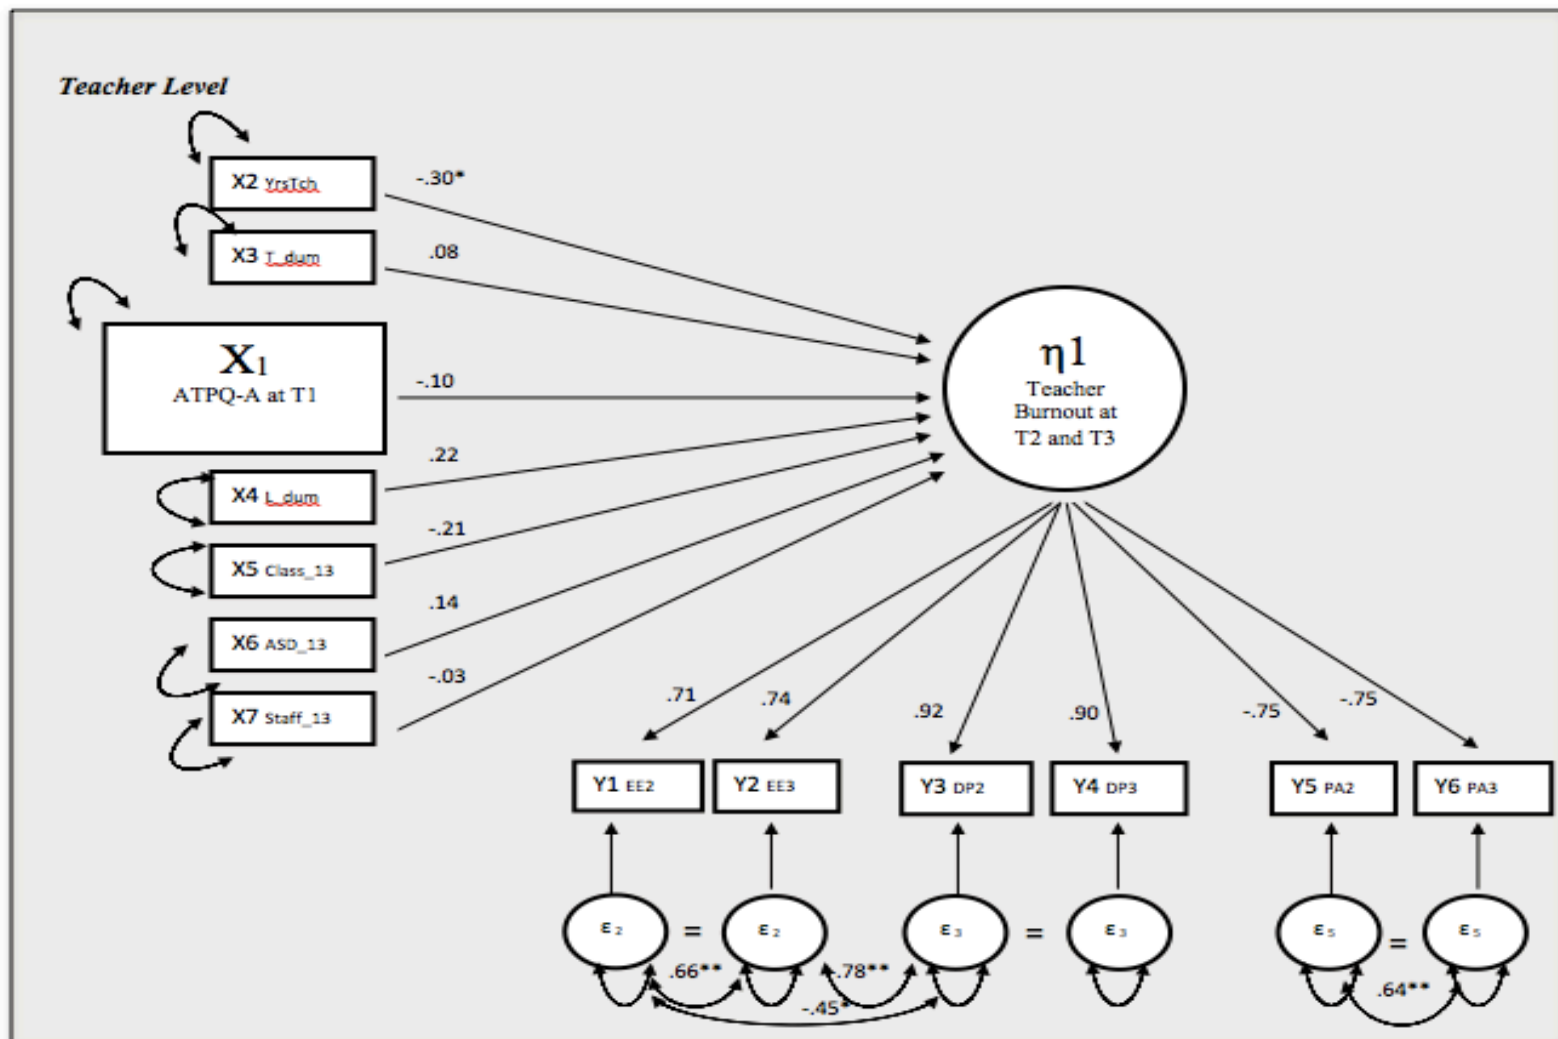 Teacher Level
X2 YrsTch
-.30*
X3 T_dum
.08
X1
ATPQ-A at T1
-.10
η1
Teacher
Burnout at
T2 and T3
X4 L_dum
.22
X5 Class_13
-.21
X6 ASD_13
.14
X7 Staff_13
-.03
.71 .74 .92 .90 -.75 -.75
Y1 EE2 Y2 EE3 Y3 DP2 Y4 DP3 Y5 PA2 Y6 PA3
ε2 = ε2 ε3 = ε3 ε5 = ε5
.66** -.78** .64**
-.45*